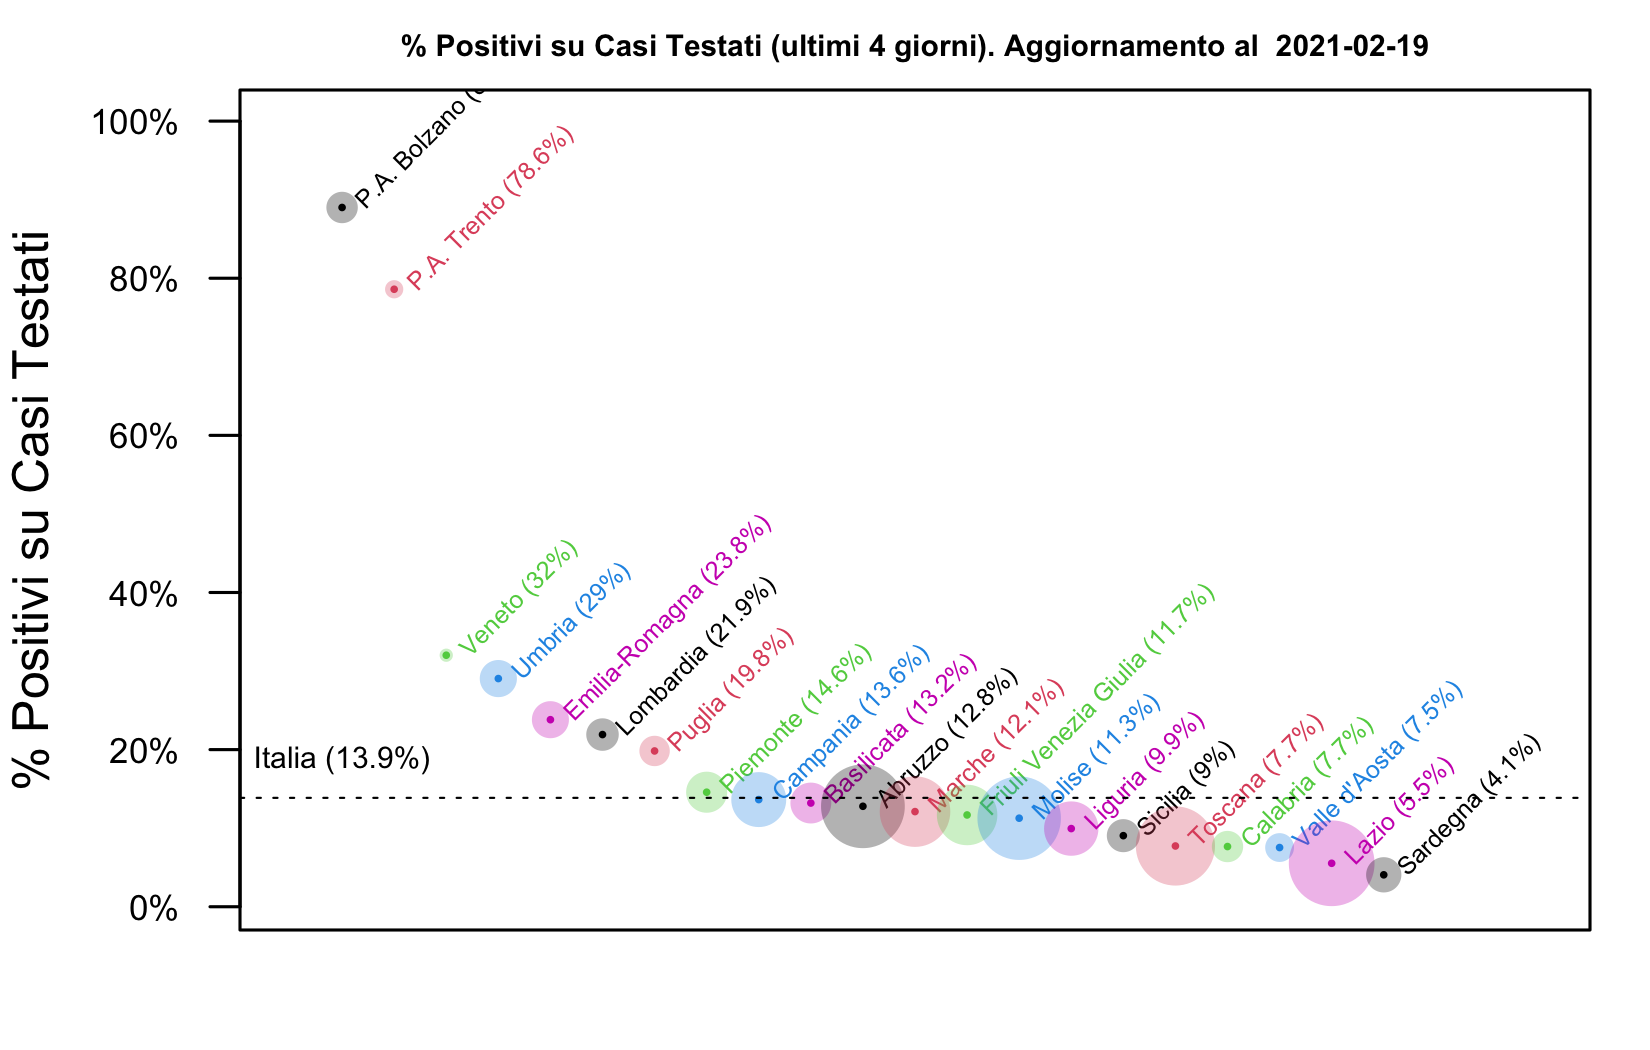 % Positivi su Casi Testati (ultimi 4 giorni). Aggiornamento al 2021-02-19
% Positivi su Casi Testati
100%
80%
60%
40%
20%
0%
P.A. Bolzano
P.A. Trento (78.6%)
Veneto (32%)
Umbria (29%)
Emilia-Romagna (23.8%)
Lombardia (21.9%)
Puglia (19.8%)
Piemonte (14.6%)
Campania (13.6%)
Basilicata (13.2%)
Abruzzo (12.8%)
Marche (12.1%)
Friuli Venezia Giulia (11.7%)
Molise (11.3%)
Liguria (9.9%)
Sicilia (9%)
Toscana (7.7%)
Calabria (7.7%)
Valle d'Aosta (7.5%)
Lazio (5.5%)
Sardegna (4.1%)
Italia (13.9%)